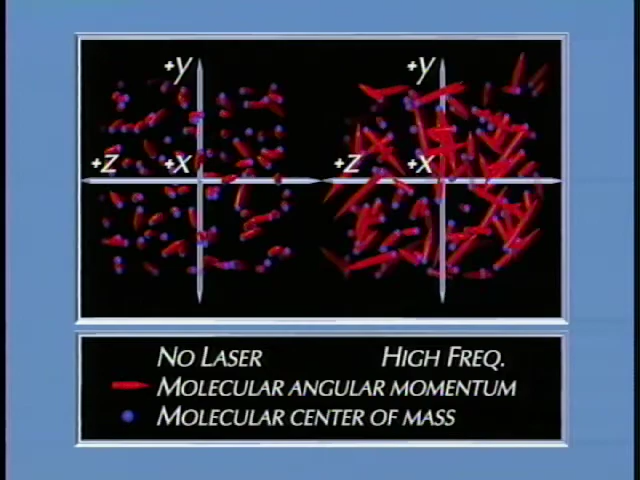 +Y +Y
+Z +X +Z +X
NO LASER HIGH FREQ.
MOLECULAR ANGULAR MOMENTUM
MOLECULAR CENTER OF MASS